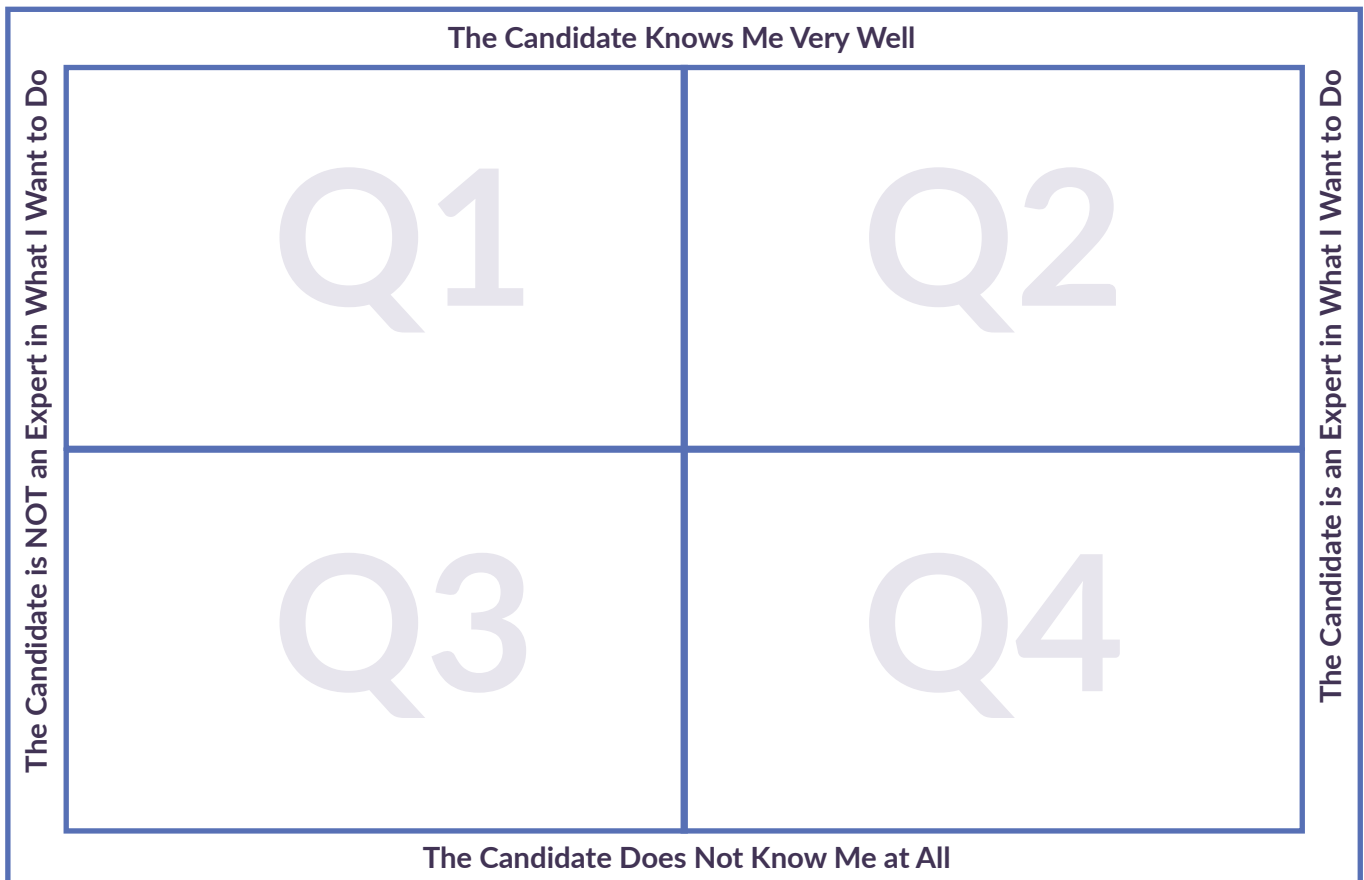 The Candidate Knows Me Very Well
The Candidate is NOT an Expert in What I Want to Do
Q1
Q2
The Candidate is an Expert in What I Want to Do
Q3
Q4
The Candidate Does Not Know Me at All